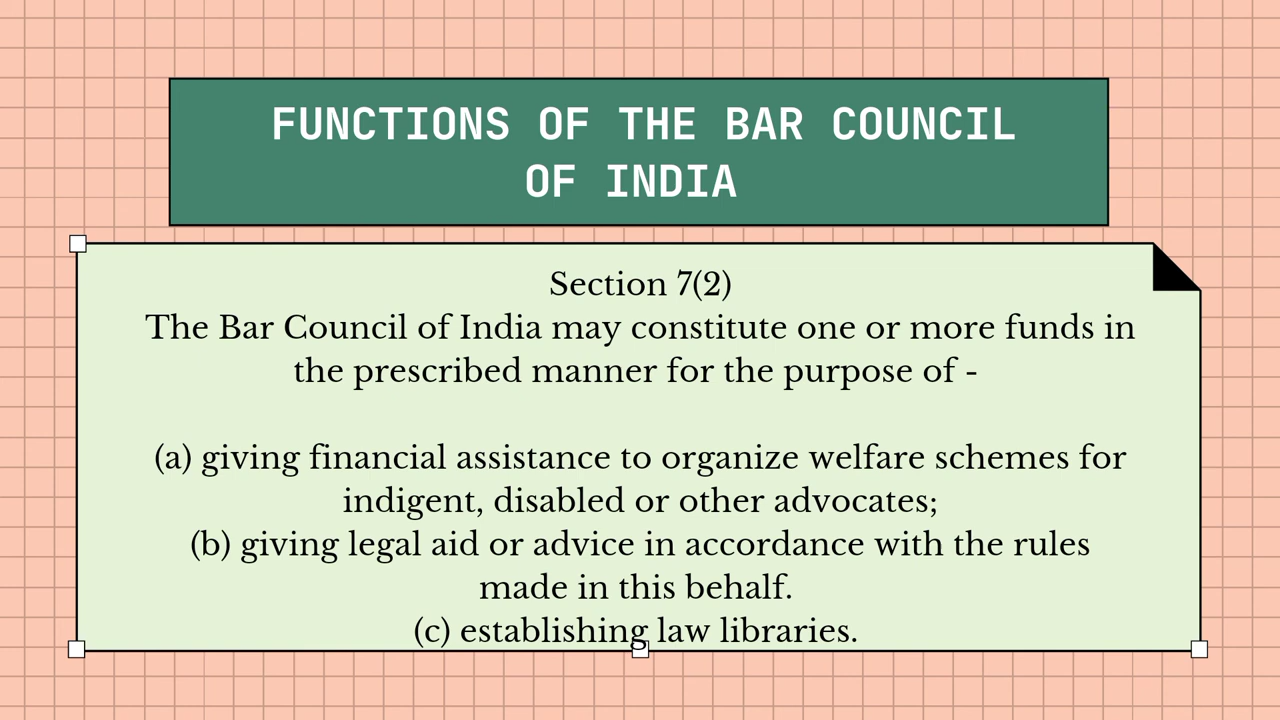 FUNCTIONS OF THE BAR COUNCIL
OF INDIA
Section 7(2)
The Bar Council of India may constitute one or more funds in
the prescribed manner for the purpose of -
(a) giving financial assistance to organize welfare schemes for
indigent, disabled or other advocates;
(b) giving legal aid or advice in accordance with the rules
made in this behalf.
(c) establishing law libraries.